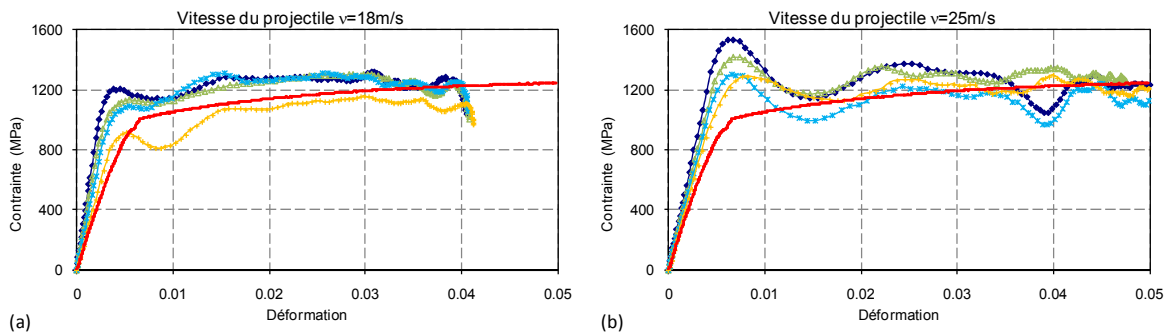 Vitesse du projectile ν=18m/s
1600
1200
800
400
0
Contrainte (MPa)
0 0.01 0.02 0.03 0.04 0.05
Déformation
(a)
Vitesse du projectile ν=25m/s
1600
1200
800
400
0
Contrainte (MPa)
0 0.01 0.02 0.03 0.04 0.05
Déformation
(b)